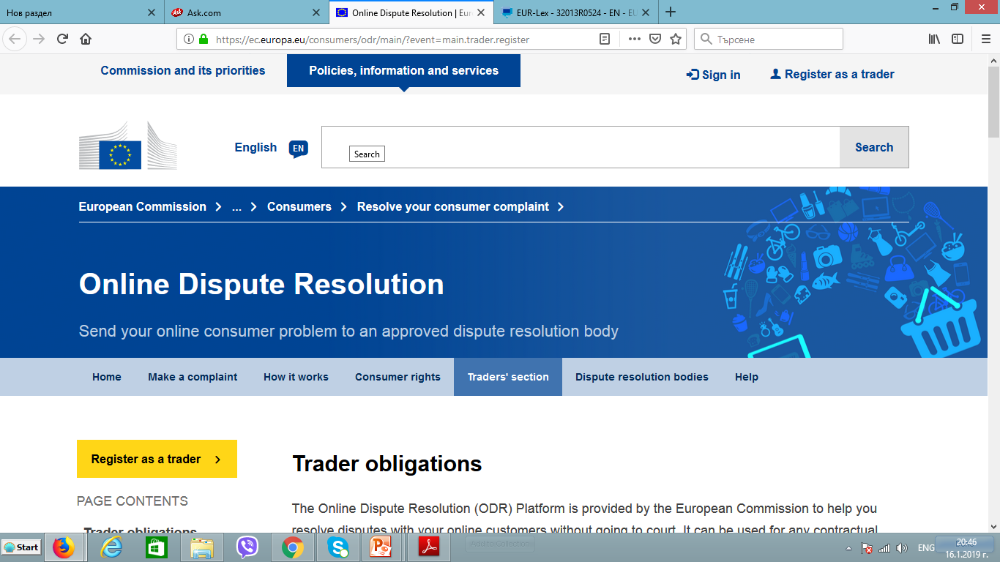 Нов раздел
Ask.com
Online Dispute Resolution | Eur
EUR-Lex - 32013R0524 - EN - EU
https://ec.europa.eu/consumers/odr/main/?event=main.trader.register
Търсене
Commission and its priorities
Policies, information and services
Sign in
Register as a trader
English EN
Search
Search
European Commission > ... > Consumers > Resolve your consumer complaint >
Online Dispute Resolution
Send your online consumer problem to an approved dispute resolution body
Home Make a complaint How it works Consumer rights Traders' section Dispute resolution bodies Help
Register as a trader >
Trader obligations
PAGE CONTENTS
The Online Dispute Resolution (ODR) Platform is provided by the European Commission to help you
Trader obligations
resolve disputes with your online customers without going to court. It can be used for any contractual
Start
Add to Collection
ENG
20:46
16.1.2019 г.